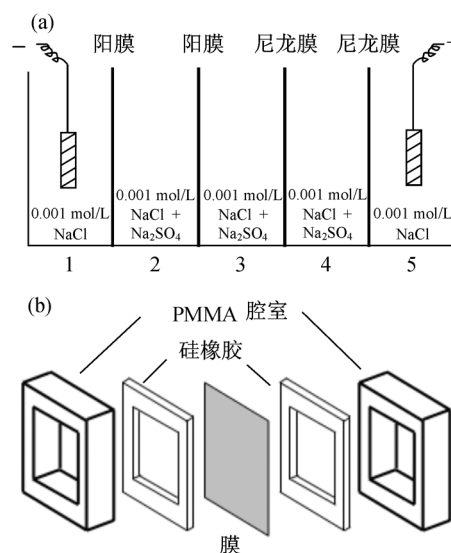 (a)
阳膜 阳膜 尼龙膜 尼龙膜
0.001 mol/L
NaCl
0.001 mol/L
NaCl +
Na₂SO₄
0.001 mol/L
NaCl +
Na₂SO₄
0.001 mol/L
NaCl +
Na₂SO₄
0.001 mol/L
NaCl
1 2 3 4 5
(b)
PMMA 腔室
硅橡胶
膜